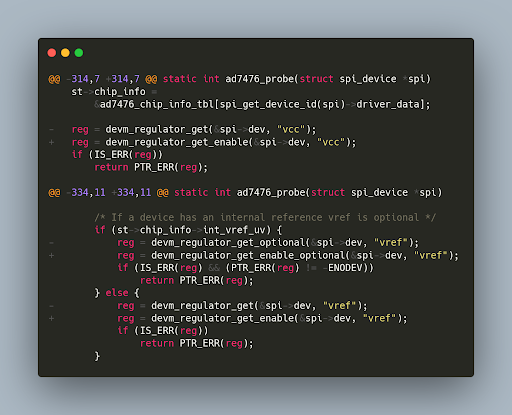 @@ -314,7 +314,7 @@ static int ad7476_probe(struct spi_device *spi)
    st->chip_info =
        &ad7476_chip_info_tbl[spi_get_device_id(spi)->driver_data];
-   reg = devm_regulator_get(&spi->dev, "vcc");
+   reg = devm_regulator_get_enable(&spi->dev, "vcc");
    if (IS_ERR(reg))
        return PTR_ERR(reg);
@@ -334,11 +334,11 @@ static int ad7476_probe(struct spi_device *spi)
        /* If a device has an internal reference vref is optional */
        if (st->chip_info->int_vref_uv) {
-           reg = devm_regulator_get_optional(&spi->dev, "vref");
+           reg = devm_regulator_get_enable_optional(&spi->dev, "vref");
            if (IS_ERR(reg) && (PTR_ERR(reg) != -ENODEV))
                return PTR_ERR(reg);
        } else {
-           reg = devm_regulator_get(&spi->dev, "vref");
+           reg = devm_regulator_get_enable(&spi->dev, "vref");
            if (IS_ERR(reg))
                return PTR_ERR(reg);
        }